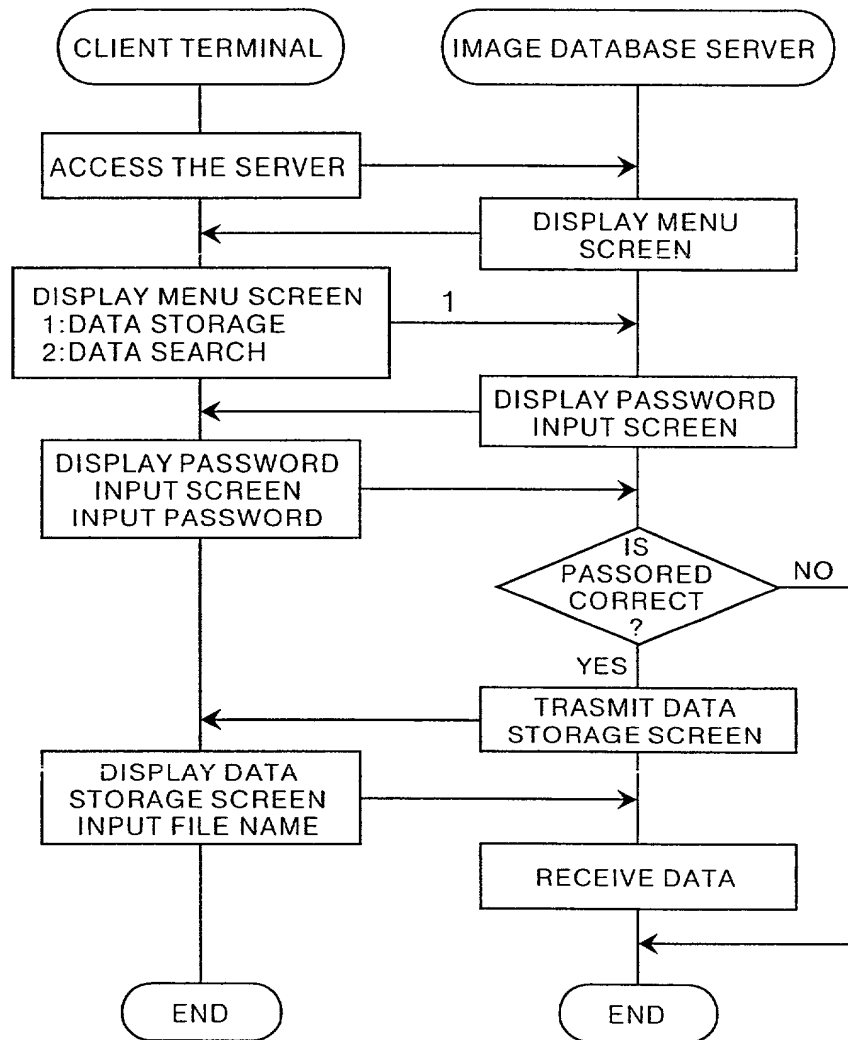 CLIENT TERMINAL
IMAGE DATABASE SERVER
ACCESS THE SERVER
DISPLAY MENU
SCREEN
DISPLAY MENU SCREEN
1:DATA STORAGE
2:DATA SEARCH
1
DISPLAY PASSWORD
INPUT SCREEN
DISPLAY PASSWORD
INPUT SCREEN
INPUT PASSWORD
IS
PASSORED
CORRECT
?
NO
YES
TRASMIT DATA
STORAGE SCREEN
DISPLAY DATA
STORAGE SCREEN
INPUT FILE NAME
RECEIVE DATA
END
END